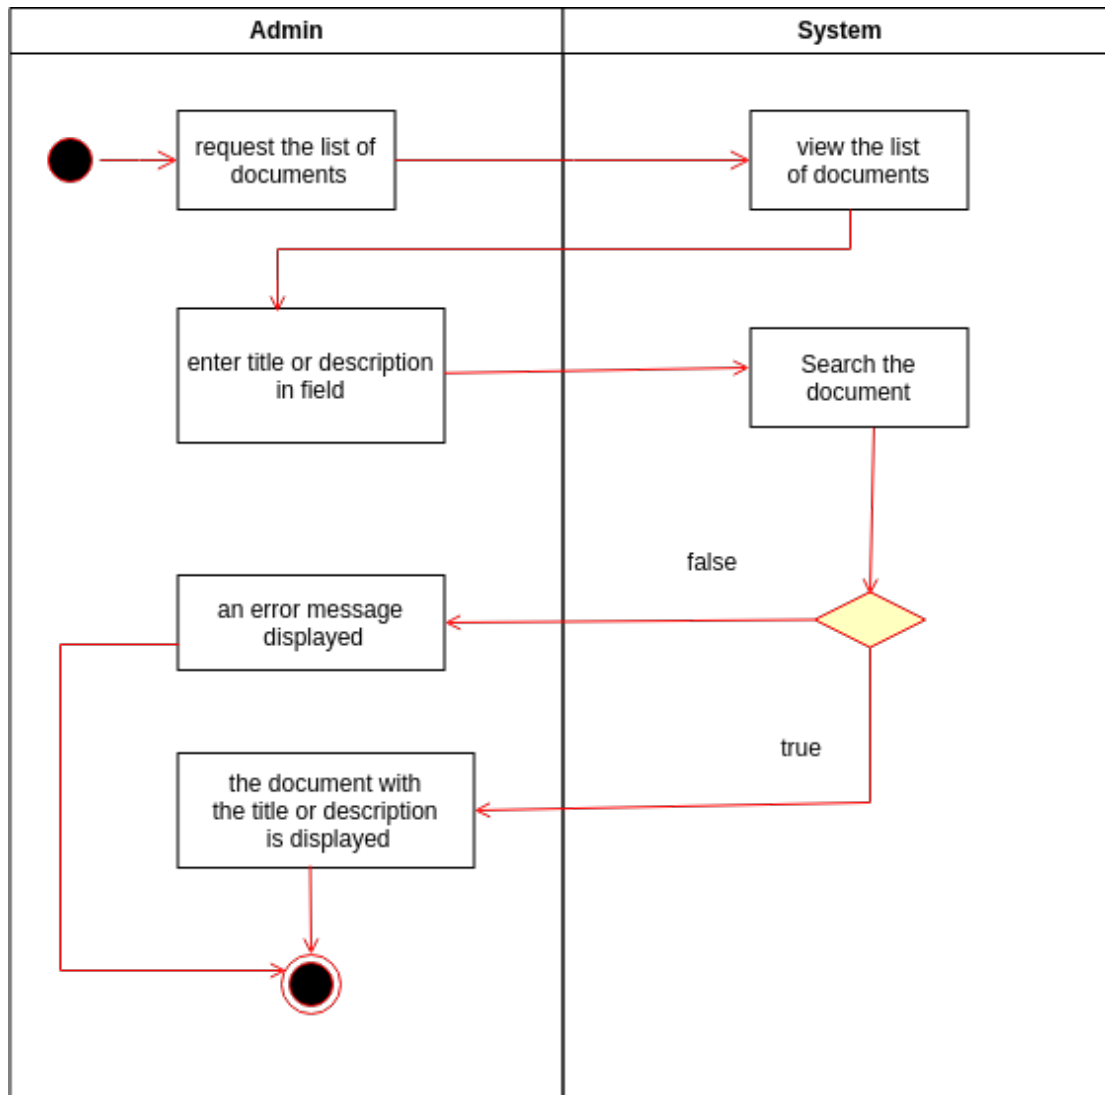 Admin
System
request the list of
documents
view the list
of documents
enter title or description
in field
Search the
document
false
an error message
displayed
true
the document with
the title or description
is displayed